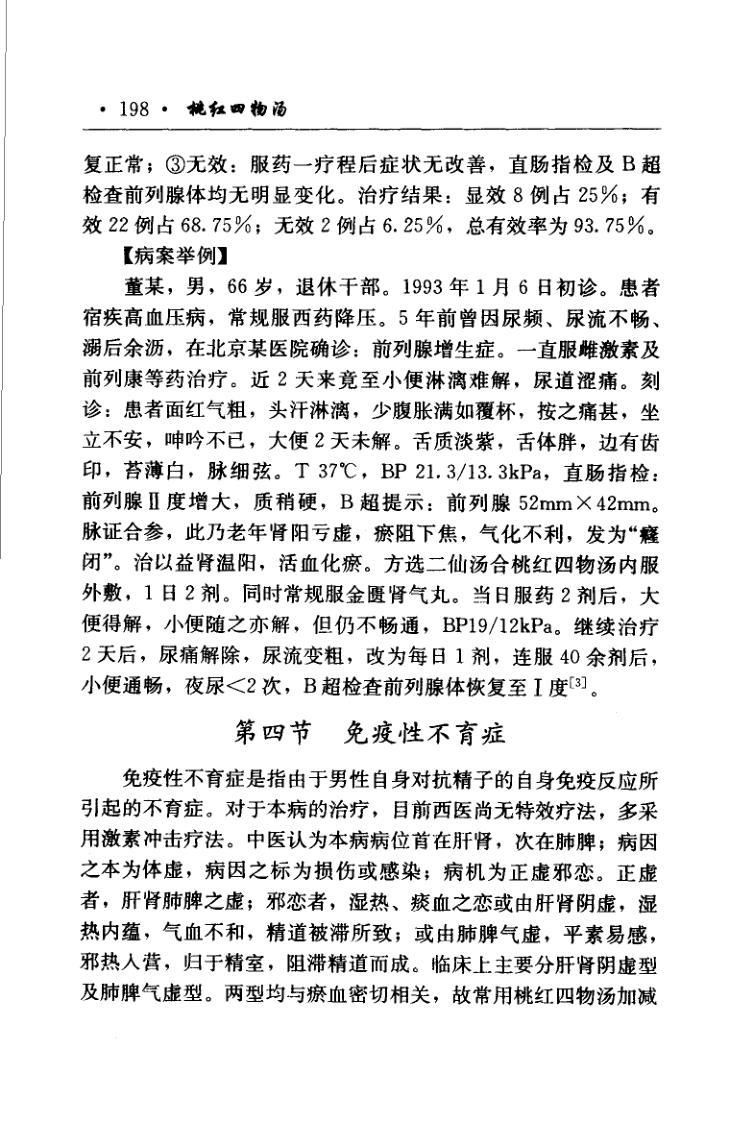 · 198 · 桃红四物汤
复正常；③无效：服药一疗程后症状无改善，直肠指检及 B 超
检查前列腺体均无明显变化。治疗结果：显效 8 例占 25%；有
效 22 例占 68.75%；无效 2 例占 6.25%，总有效率为 93.75%。
【病案举例】
董某，男，66 岁，退休干部。1993 年 1 月 6 日初诊。患者
宿疾高血压病，常规服西药降压。5 年前曾因尿频、尿流不畅、
溺后余沥，在北京某医院确诊：前列腺增生症。一直服雌激素及
前列康等药治疗。近 2 天来竟至小便淋漓难解，尿道涩痛。刻
诊：患者面红气粗，头汗淋漓，少腹胀满如覆杯，按之痛甚，坐
立不安，呻吟不已，大便 2 天未解。舌质淡紫，舌体胖，边有齿
印，苔薄白，脉细弦。T 37℃，BP 21.3/13.3kPa，直肠指检：
前列腺Ⅱ度增大，质稍硬，B 超提示：前列腺 52mm×42mm。
脉证合参，此乃老年肾阳亏虚，瘀阻下焦，气化不利，发为“癃
闭”。治以益肾温阳，活血化瘀。方选二仙汤合桃红四物汤内服
外敷，1 日 2 剂。同时常规服金匮肾气丸。当日服药 2 剂后，大
便得解，小便随之亦解，但仍不畅通，BP19/12kPa。继续治疗
2 天后，尿痛解除，尿流变粗，改为每日 1 剂，连服 40 余剂后，
小便通畅，夜尿＜2 次，B 超检查前列腺体恢复至Ⅰ度[3]。
第四节 免疫性不育症
免疫性不育症是指由于男性自身对抗精子的自身免疫反应所
引起的不育症。对于本病的治疗，目前西医尚无特效疗法，多采
用激素冲击疗法。中医认为本病病位首在肝肾，次在肺脾；病因
之本为体虚，病因之标为损伤或感染；病机为正虚邪恋。正虚
者，肝肾肺脾之虚；邪恋者，湿热、痰血之恋或由肝肾阴虚，湿
热内蕴，气血不和，精道被滞所致；或由肺脾气虚，平素易感，
邪热人营，归于精室，阻滞精道而成。临床上主要分肝肾阴虚型
及肺脾气虚型。两型均与瘀血密切相关，故常用桃红四物汤加减